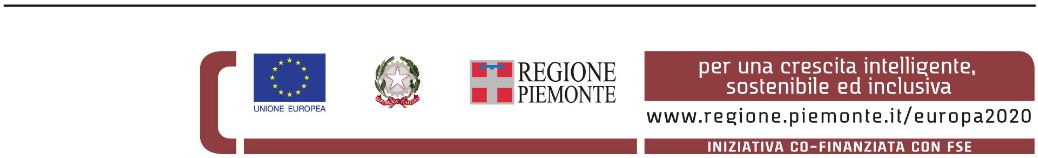 UNIONE EUROPEA
REGIONE
PIEMONTE
per una crescita intelligente,
sostenibile ed inclusiva
www.regione.piemonte.it/europa2020
INIZIATIVA CO-FINANZIATA CON FSE